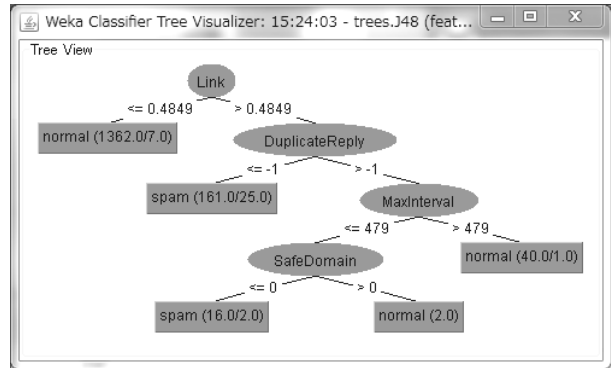 Weka Classifier Tree Visualizer: 15:24:03 - trees.J48 (feat...
Tree View
Link
<= 0.4849 > 0.4849
normal (1362.0/7.0)
DuplicateReply
<= -1 > -1
spam (161.0/25.0)
MaxInterval
<= 479 > 479
SafeDomain
normal (40.0/1.0)
<= 0 > 0
spam (16.0/2.0)
normal (2.0)